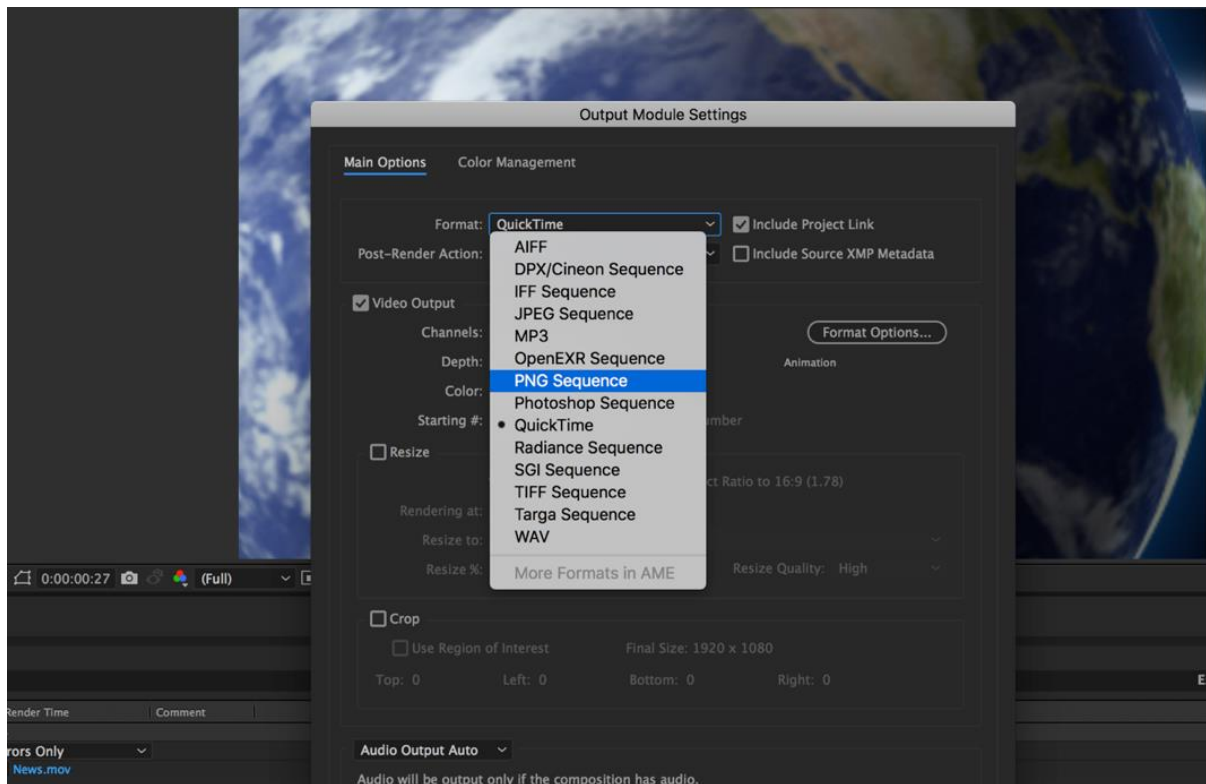 Output Module Settings
Main Options Color Management
Format: QuickTime Include Project Link
AIFF
Post-Render Action: Include Source XMP Metadata
DPX/Cineon Sequence
IFF Sequence
Video Output
JPEG Sequence
Channels: Format Options...
MP3
Depth: OpenEXR Sequence Animation
PNG Sequence
Color:
Photoshop Sequence
Starting #: QuickTime
Resize Radiance Sequence
SGI Sequence
ct Ratio to 16:9 (1.78)
TIFF Sequence
Rendering at: Targa Sequence
Resize to: WAV
Resize %: More Formats in AME Resize Quality: High
0:00:00:27 (Full)
Crop
Use Region of Interest Final Size: 1920 x 1080
Top: 0 Left: 0 Bottom: 0 Right: 0
E
Render Time Comment
rors Only Audio Output Auto
News.mov
Audio will be output only if the composition has audio.